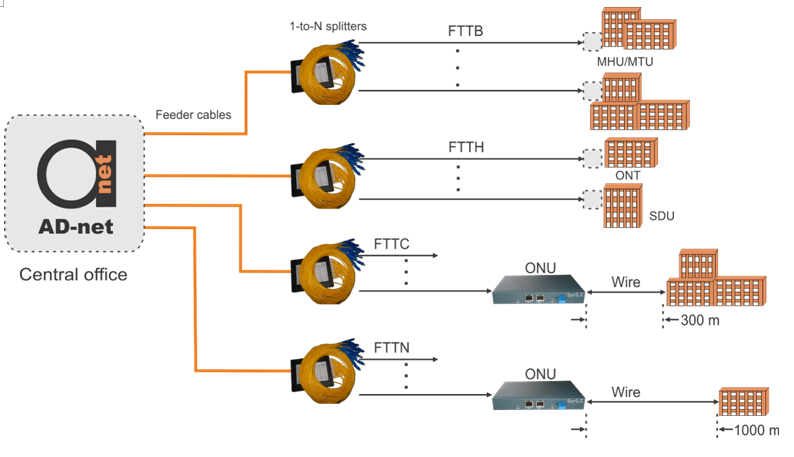 1-to-N splitters
FTTB
MHU/MTU
Feeder cables
net
AD-net
Central office
FTTH
ONT
SDU
FTTC
ONU
Wire
300 m
FTTN
ONU
Wire
1000 m